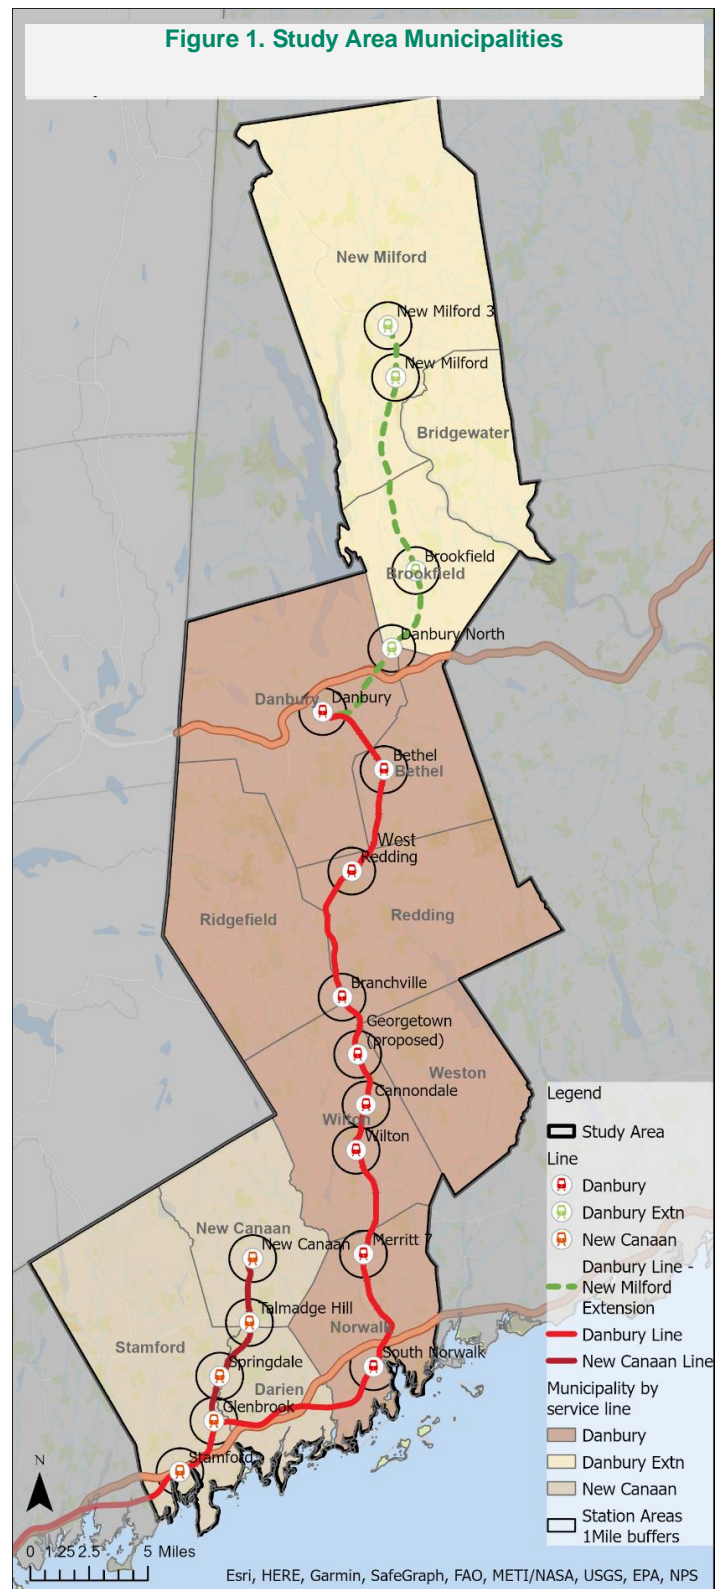 Figure 1. Study Area Municipalities
New Milford
New Milford 3
New Milford
Bridgewater
Brookfield
Brookfield
Danbury North
Danbury
Danbury
Bethel
Bethel
West
Redding
Ridgefield
Redding
Branchville
Georgetown
(proposed)
Weston
Cannondale
Wilton
Wilton
New Canaan
New Canaan
Merritt 7
Talmadge Hill
Norwalk
Stamford
South Norwalk
Springdale
Darien
Glenbrook
Stamford
Legend
Study Area
Line
Danbury
Danbury Extn
New Canaan
Danbury Line -
New Milford
Extension
Danbury Line
New Canaan Line
Municipality by
service line
Danbury
Danbury Extn
New Canaan
Station Areas
1Mile buffers
N
0 1.25 2.5 5 Miles
Esri, HERE, Garmin, SafeGraph, FAO, METI/NASA, USGS, EPA, NPS